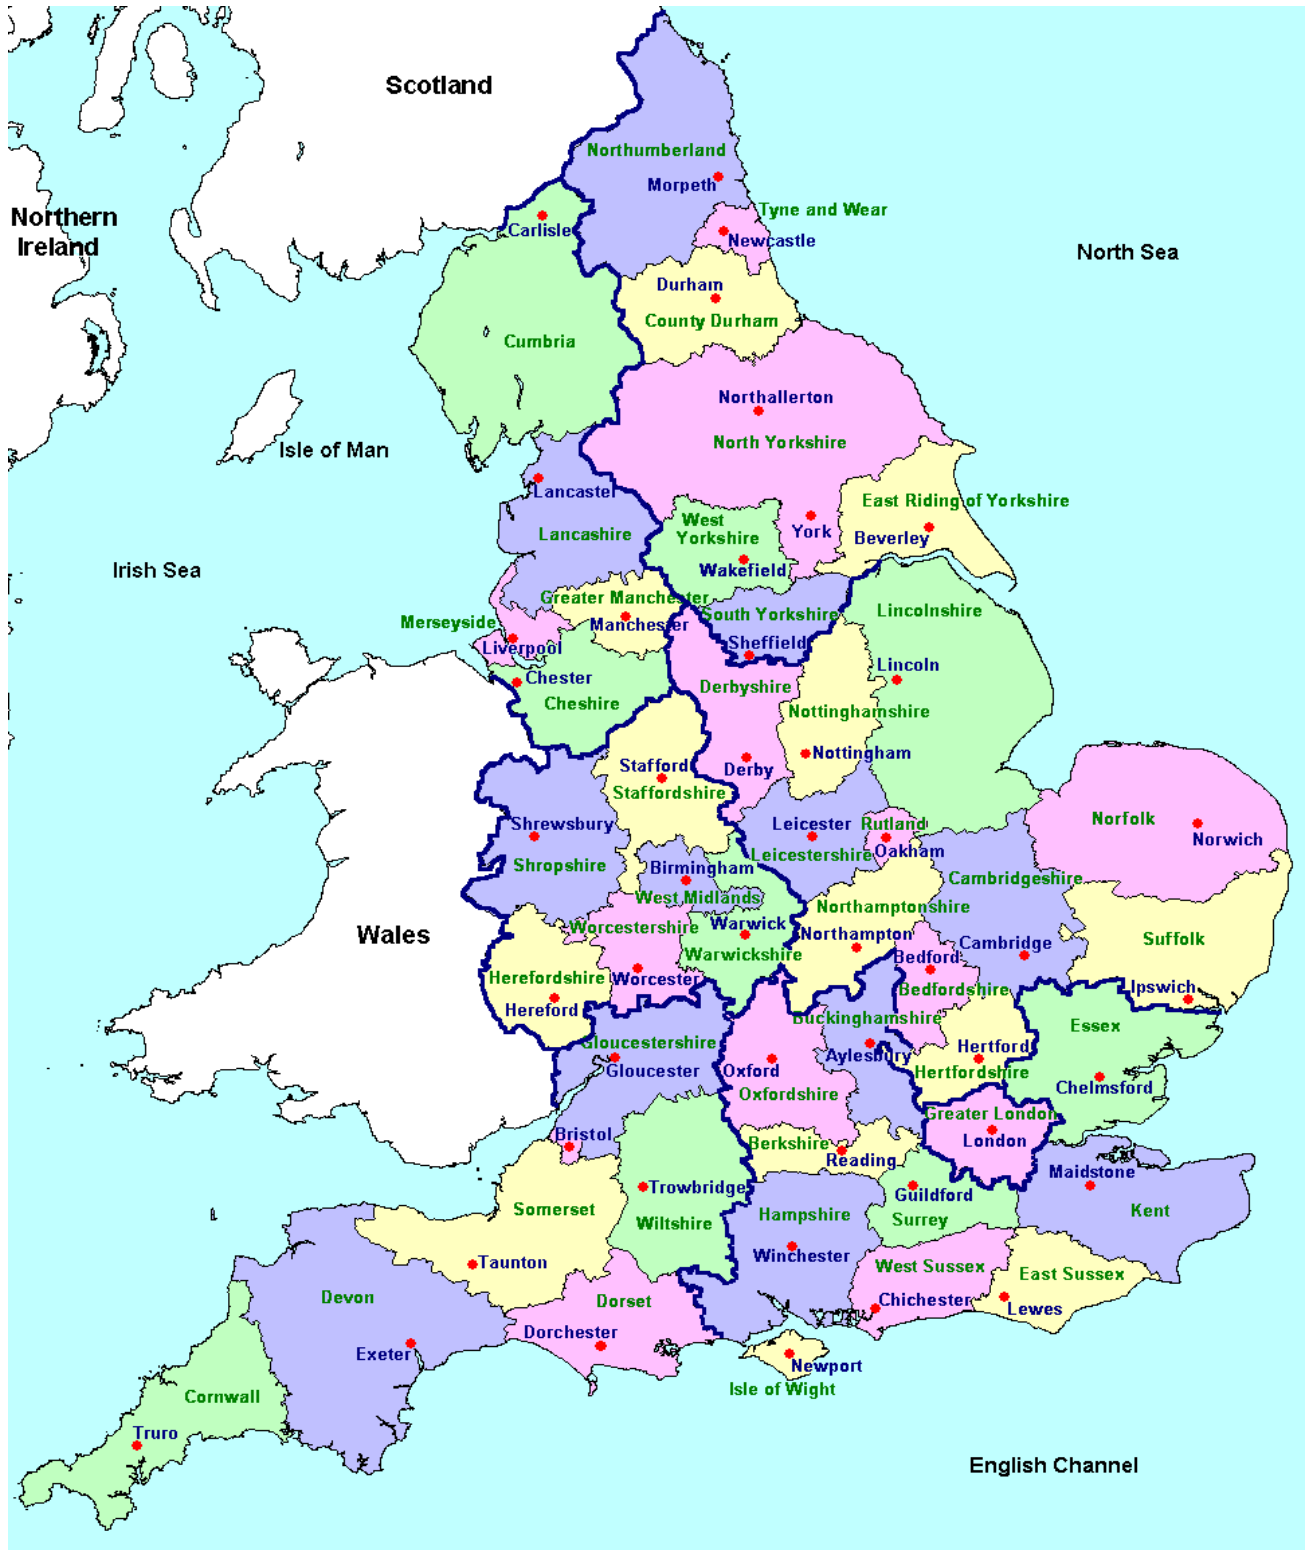 Scotland
Northumberland
Morpeth
Northern
Ireland
Tyne and Wear
Carlisle
Newcastle
North Sea
Durham
County Durham
Cumbria
Northallerton
North Yorkshire
Isle of Man
Lancaster
East Riding of Yorkshire
West
Yorkshire
York
Beverley
Lancashire
Irish Sea
Wakefield
Greater Manchester
Lincolnshire
South Yorkshire
Merseyside
Manchester
Liverpool
Sheffield
Lincoln
Chester
Derbyshire
Cheshire
Nottinghamshire
Nottingham
Stafford
Derby
Staffordshire
Shrewsbury
Leicester
Rutland
Norfolk
Norwich
Leicestershire
Oakham
Shropshire
Birmingham
Cambridgeshire
West Midlands
Northamptonshire
Worcestershire
Warwick
Wales
Northampton
Suffolk
Cambridge
Warwickshire
Bedford
Herefordshire
Worcester
Bedfordshire
Ipswich
Hereford
Buckinghamshire
Essex
Gloucestershire
Hertford
Aylesbury
Gloucester
Oxford
Hertfordshire
Chelmsford
Oxfordshire
Greater London
Bristol
Berkshire
London
Reading
Maidstone
Trowbridge
Guildford
Somerset
Hampshire
Kent
Wiltshire
Surrey
Winchester
Taunton
West Sussex
East Sussex
Devon
Dorset
Chichester
Lewes
Dorchester
Exeter
Newport
Isle of Wight
Cornwall
Truro
English Channel